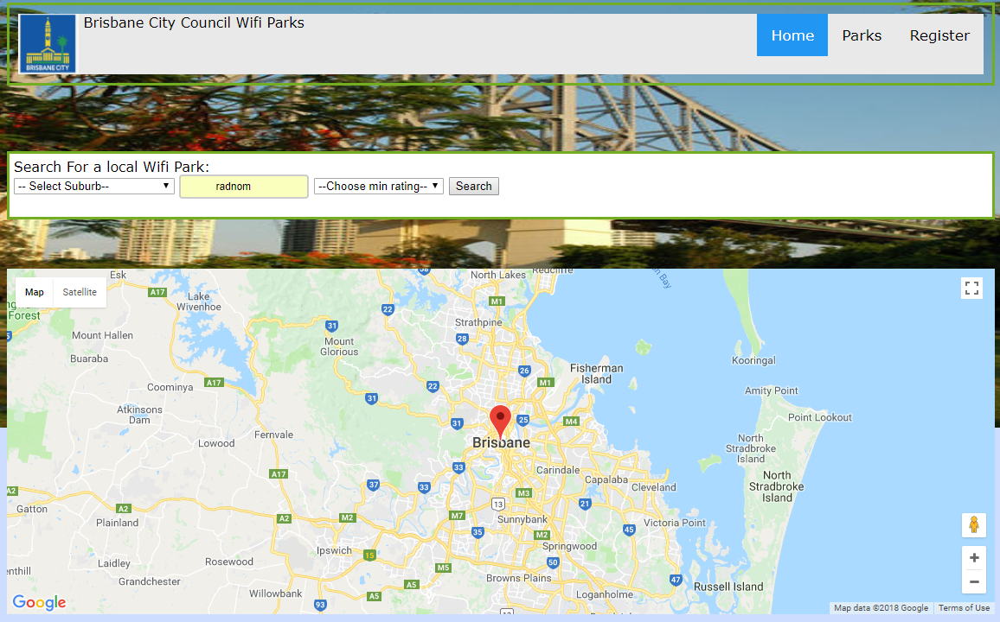 Brisbane City Council Wifi Parks
Home Parks Register
BRISBANE CITY
Search For a local Wifi Park:
-- Select Suburb-- radnom --Choose min rating-- Search
Map Satellite
Esk
North Lakes
A17
Lake
Wivenhoe
M1
22
Forest
Strathpine
31
28
Mount Hallen
Mount
Glorious
Buaraba
Kooringal
Fisherman
Island
26
A17
M1
Coominya
22
Amity Point
31
Atkinsons
Dam
Point Lookout
31
25
M4
Fernvale
Lowood
Brisbane
North
Stradbroke
Island
33
Carindale
A17
Capalaba
North
Stradbroke
Island
37
33
Cleveland
A2
M3
13
21
Gatton
A2
Plainland
A2
M2
M7
Sunnybank
Victoria Point
35
M2
45
Ipswich
15
Springwood
Laidley
Rosewood
50
M5
Grandchester
Browns Plains
47
A5
Russell Island
Willowbank
A5
Loganholme
93
Google
Map data ©2018 Google Terms of Use